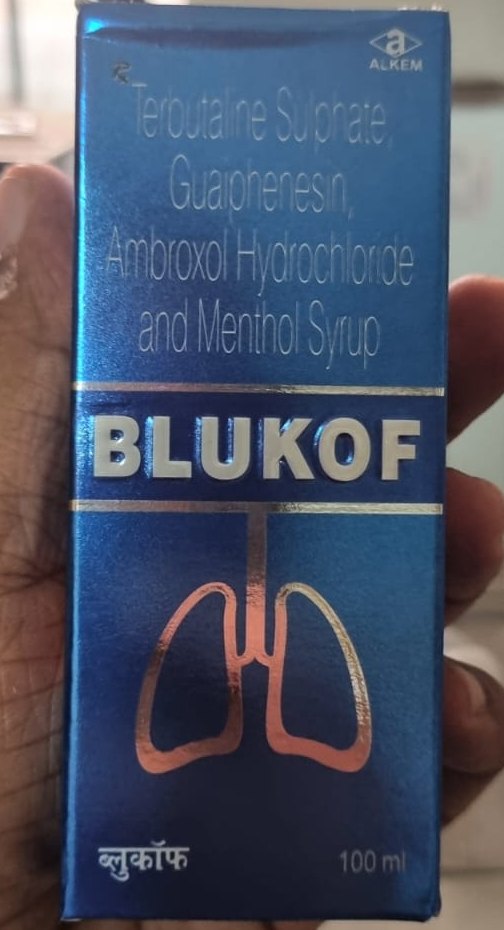 a
ALKEM
R
Terbutaline Sulphate,
Guaiphenesin,
Ambroxol Hydrochloride
and Menthol Syrup
BLUKOF
ब्लुकॉफ
100 ml